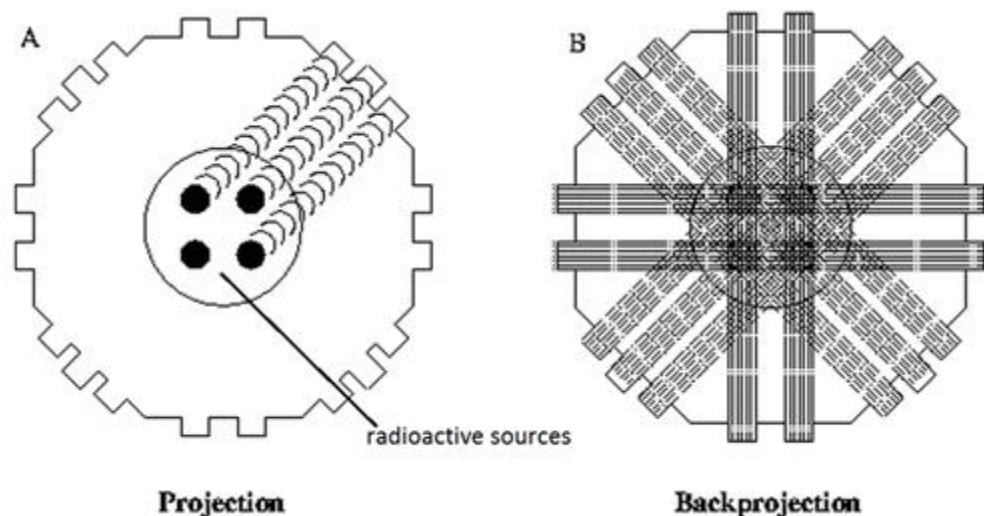 A
B
radioactive sources
Projection
Backprojection